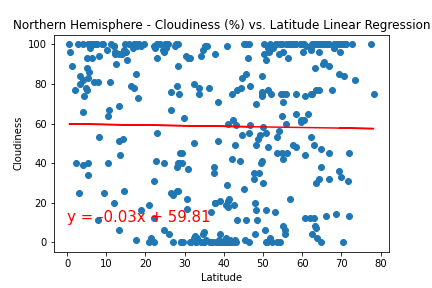 Northern Hemisphere - Cloudiness (%) vs. Latitude Linear Regression
100
80
60
40
20
0
Cloudiness
y = -0.03x + 59.81
0 10 20 30 40 50 60 70 80
Latitude